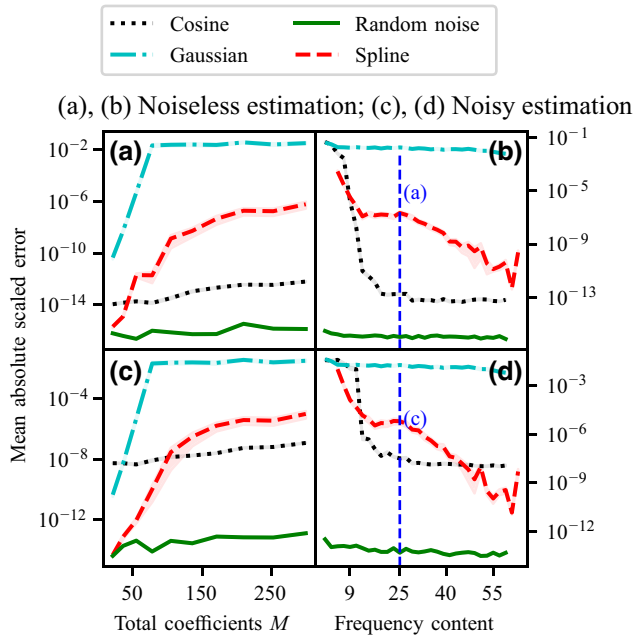 Cosine
Random noise
Gaussian
Spline
(a), (b) Noiseless estimation; (c), (d) Noisy estimation
(a)
(b)
10^−2
10^−6
10^−10
10^−14
10^−1
10^−5
10^−9
10^−13
(a)
(c)
(d)
10^−4
10^−8
10^−12
10^−3
10^−6
10^−9
10^−12
(c)
Mean absolute scaled error
50
150
250
9
25
40
55
Total coefficients M
Frequency content